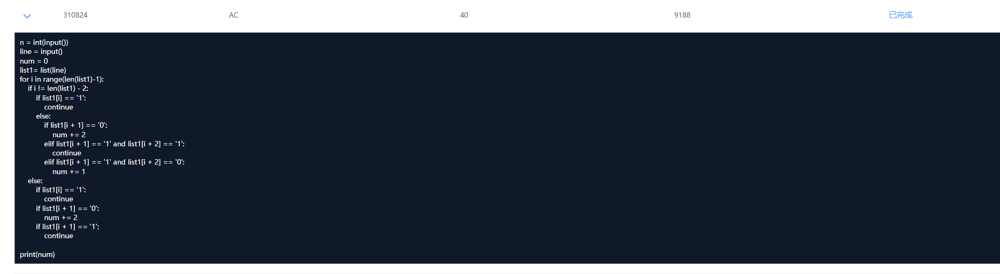 310824 AC 40 9188 已完成
n = int(input())
line = input()
num = 0
list1= list(line)
for i in range(len(list1)-1):
    if i != len(list1) - 2:
        if list1[i] == '1':
            continue
        else:
            if list1[i + 1] == '0':
                num += 2
            elif list1[i + 1] == '1' and list1[i + 2] == '1':
                continue
            elif list1[i + 1] == '1' and list1[i + 2] == '0':
                num += 1
    else:
        if list1[i] == '1':
            continue
        if list1[i + 1] == '0':
            num += 2
        if list1[i + 1] == '1':
            continue
print(num)